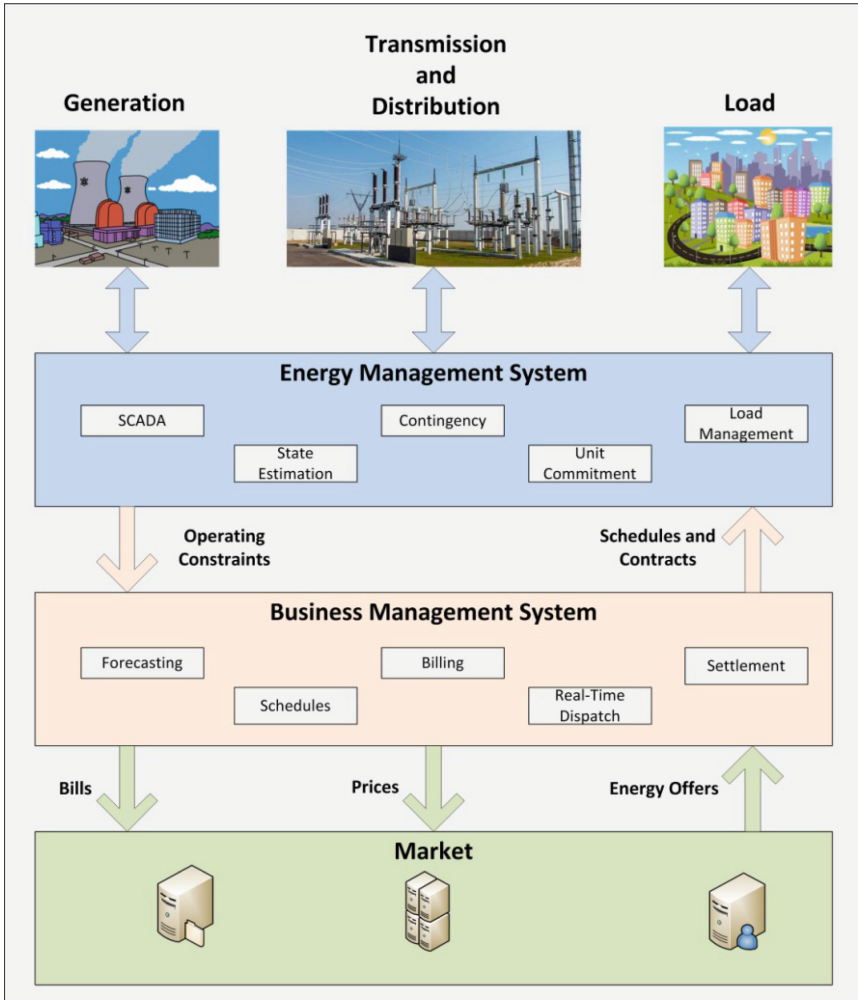 Generation
Transmission
and
Distribution
Load
Energy Management System
SCADA
Contingency
Load
Management
State
Estimation
Unit
Commitment
Operating
Constraints
Schedules and
Contracts
Business Management System
Forecasting
Billing
Settlement
Schedules
Real-Time
Dispatch
Bills
Prices
Energy Offers
Market